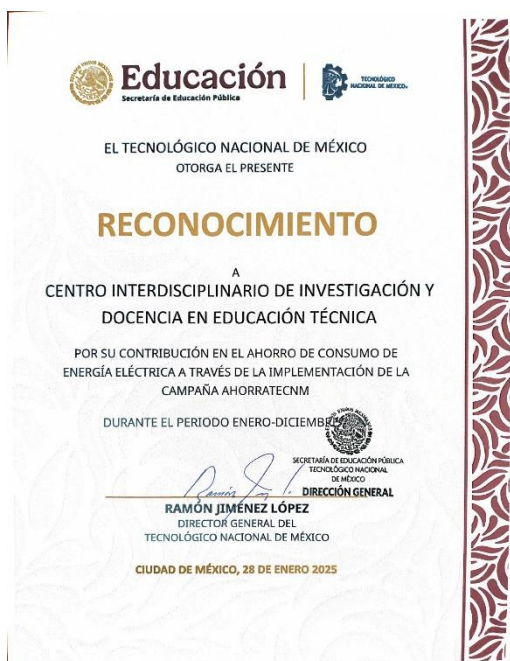 Educación
Secretaría de Educación Pública
TECNOLÓGICO
NACIONAL DE MÉXICO®
EL TECNOLÓGICO NACIONAL DE MÉXICO
OTORGA EL PRESENTE
RECONOCIMIENTO
A
CENTRO INTERDISCIPLINARIO DE INVESTIGACIÓN Y
DOCENCIA EN EDUCACIÓN TÉCNICA
POR SU CONTRIBUCIÓN EN EL AHORRO DE CONSUMO DE
ENERGÍA ELÉCTRICA A TRAVÉS DE LA IMPLEMENTACIÓN DE LA
CAMPAÑA AHORRATECNM
DURANTE EL PERIODO ENERO-DICIEMBRE
SECRETARÍA DE EDUCACIÓN PÚBLICA
TECNOLÓGICO NACIONAL
DE MÉXICO
DIRECCIÓN GENERAL
RAMÓN JIMÉNEZ LÓPEZ
DIRECTOR GENERAL DEL
TECNOLÓGICO NACIONAL DE MÉXICO
CIUDAD DE MÉXICO, 28 DE ENERO 2025